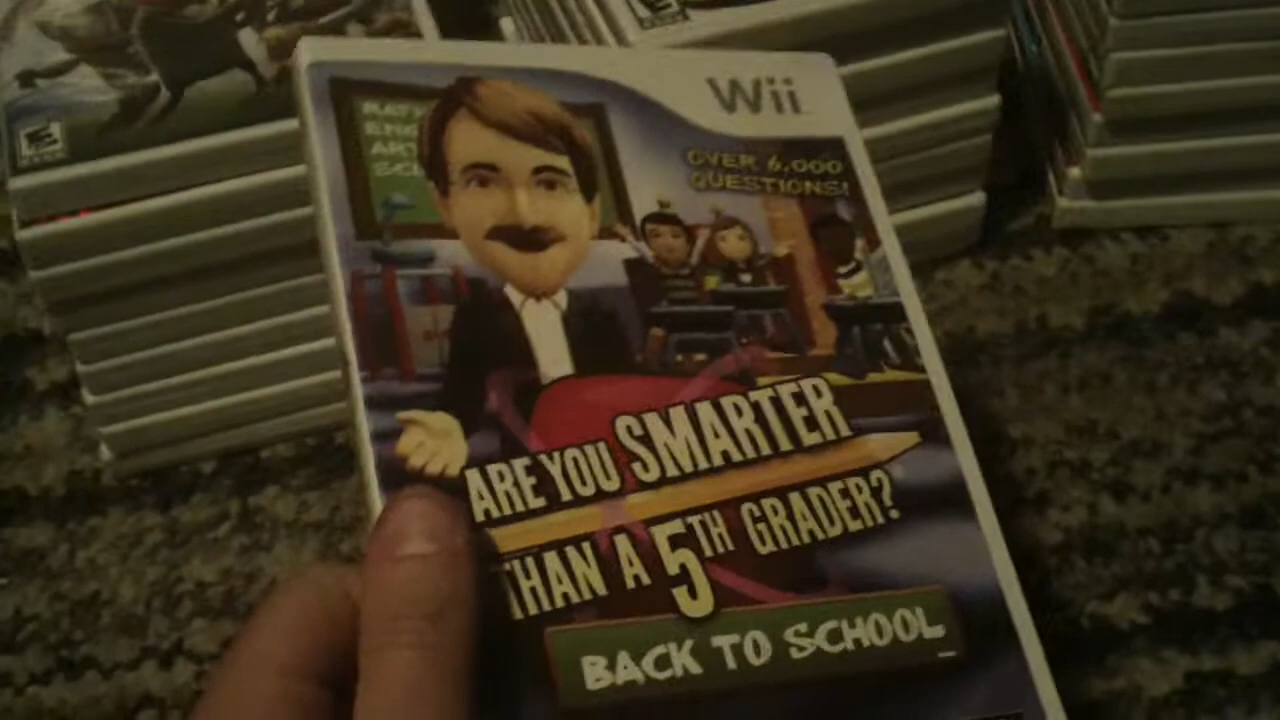 Wii
OVER 6,000
QUESTIONS!
ARE YOU SMARTER
THAN A 5TH GRADER?
BACK TO SCHOOL
E
E